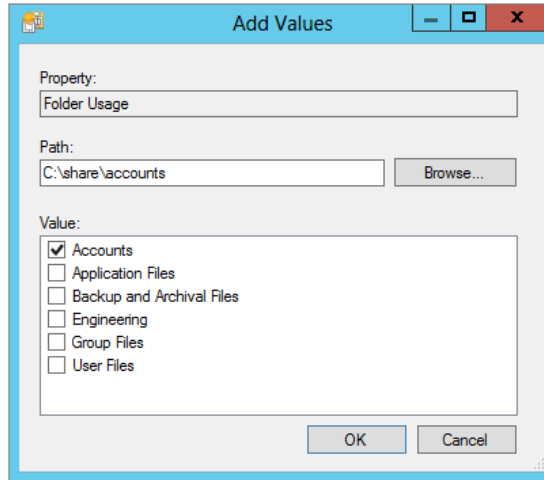 Add Values
Property:
Folder Usage
Path:
C:\share\accounts
Browse...
Value:
Accounts
Application Files
Backup and Archival Files
Engineering
Group Files
User Files
OK Cancel